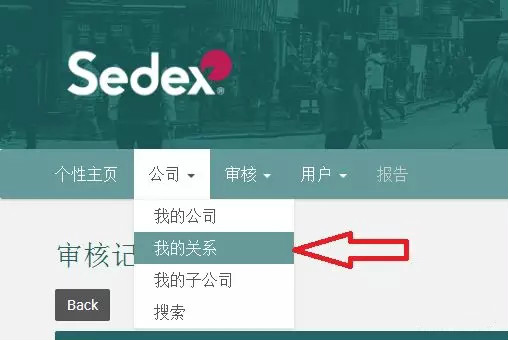 Sedex®
个性主页 公司 审核 用户 报告
我的公司
审核记
我的关系
我的子公司
Back
搜索